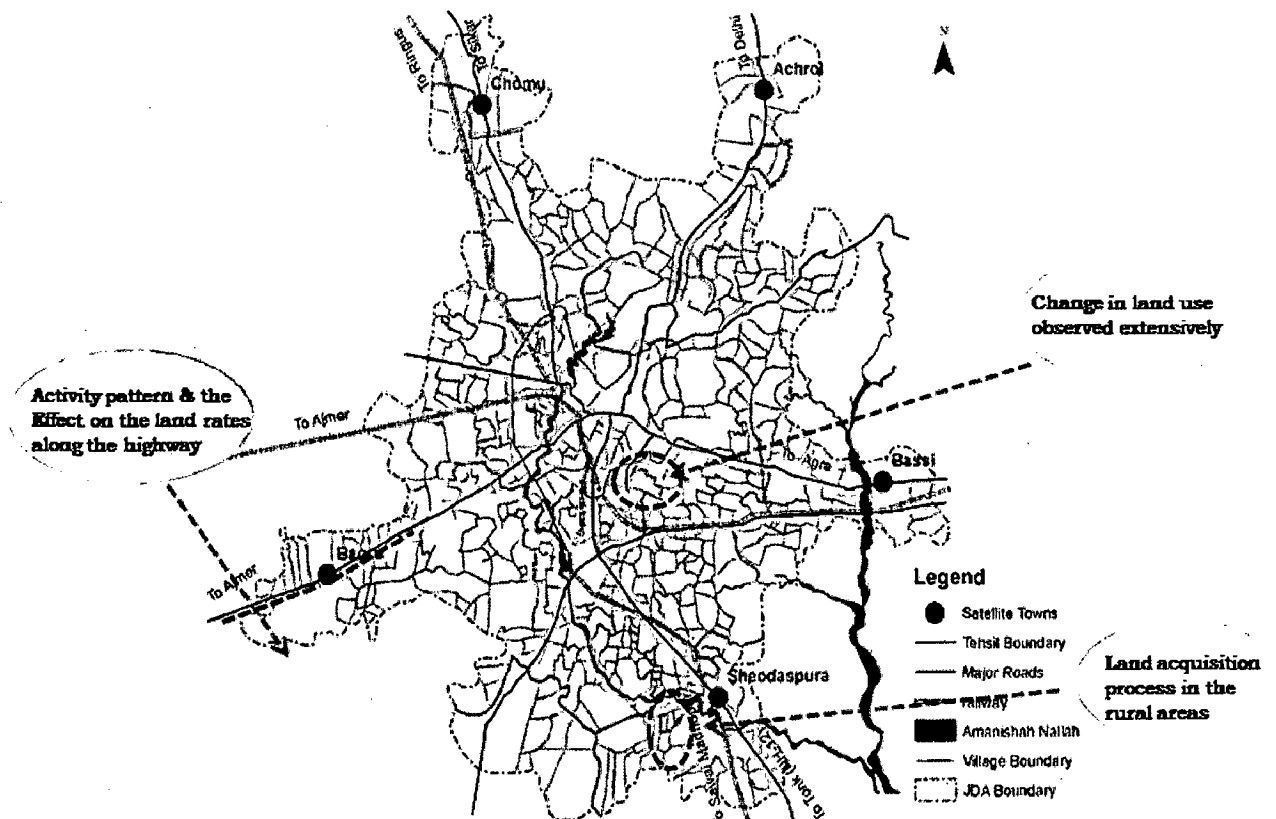 To Ringus
To Sikar
To Delhi
N
Chomu
Achrol
Change in land use
observed extensively
Activity pattern & the
Effect on the land rates
along the highway
To Ajmer
To Agra
Bassi
To Ajmer
Legend
Satellite Towns
Tehsil Boundary
Major Roads
railway
Amanishah Nallah
Village Boundary
JDA Boundary
Sheodaspura
Land acquisition
process in the
rural areas